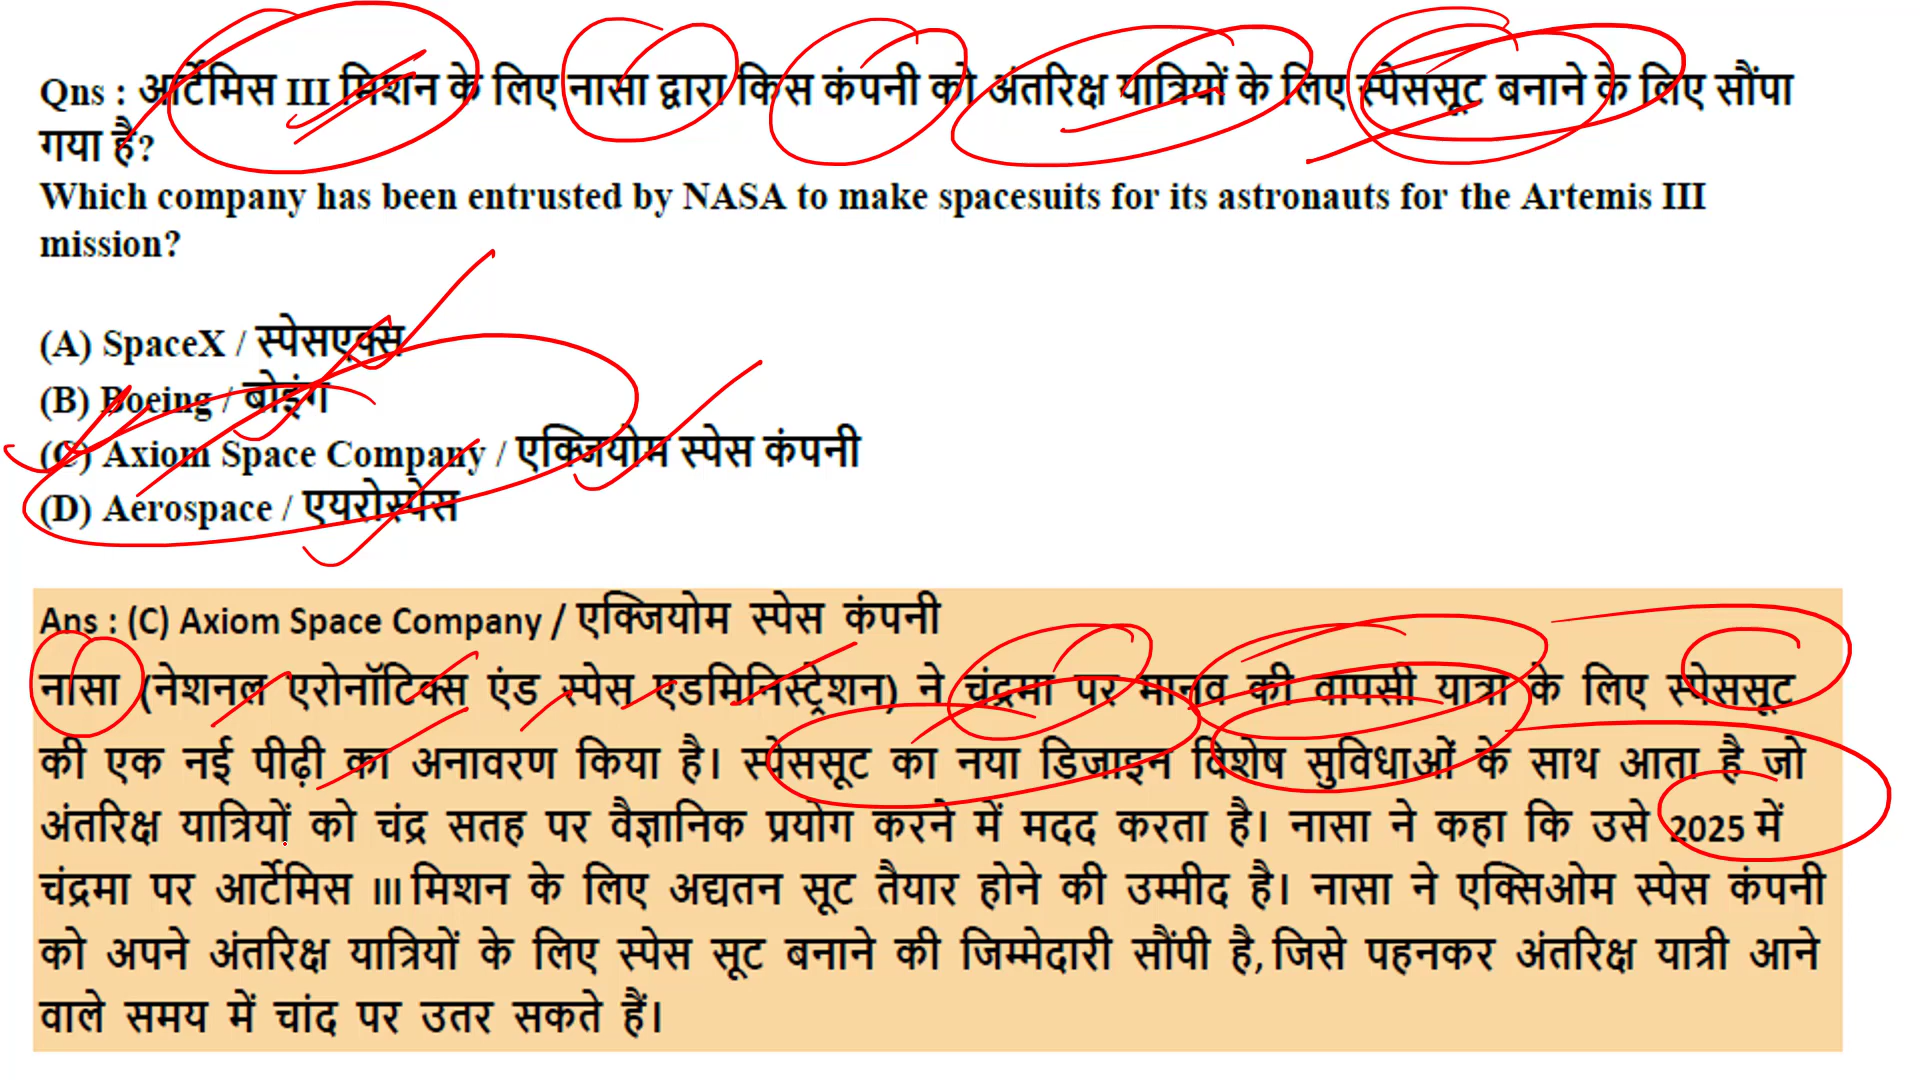 Qns : आर्टेमिस III मिशन के लिए नासा द्वारा किस कंपनी को अंतरिक्ष यात्रियों के लिए स्पेससूट बनाने के लिए सौंपा
गया है?
Which company has been entrusted by NASA to make spacesuits for its astronauts for the Artemis III
mission?
(A) SpaceX / स्पेसएक्स
(B) Boeing / बोइंग
(C) Axiom Space Company / एक्जियोम स्पेस कंपनी
(D) Aerospace / एयरोस्पेस
Ans : (C) Axiom Space Company / एक्जियोम स्पेस कंपनी
नासा (नेशनल एरोनॉटिक्स एंड स्पेस एडमिनिस्ट्रेशन) ने चंद्रमा पर मानव की वापसी यात्रा के लिए स्पेससूट
की एक नई पीढ़ी का अनावरण किया है। स्पेससूट का नया डिजाइन विशेष सुविधाओं के साथ आता है जो
अंतरिक्ष यात्रियों को चंद्र सतह पर वैज्ञानिक प्रयोग करने में मदद करता है। नासा ने कहा कि उसे 2025 में
चंद्रमा पर आर्टेमिस III मिशन के लिए अद्यतन सूट तैयार होने की उम्मीद है। नासा ने एक्सिओम स्पेस कंपनी
को अपने अंतरिक्ष यात्रियों के लिए स्पेस सूट बनाने की जिम्मेदारी सौंपी है, जिसे पहनकर अंतरिक्ष यात्री आने
वाले समय में चांद पर उतर सकते हैं।